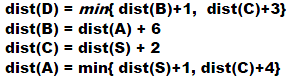 dist(D) = min{ dist(B)+1,  dist(C)+3}
dist(B) = dist(A) + 6
dist(C) = dist(S) + 2
dist(A) = min{ dist(S)+1, dist(C)+4}